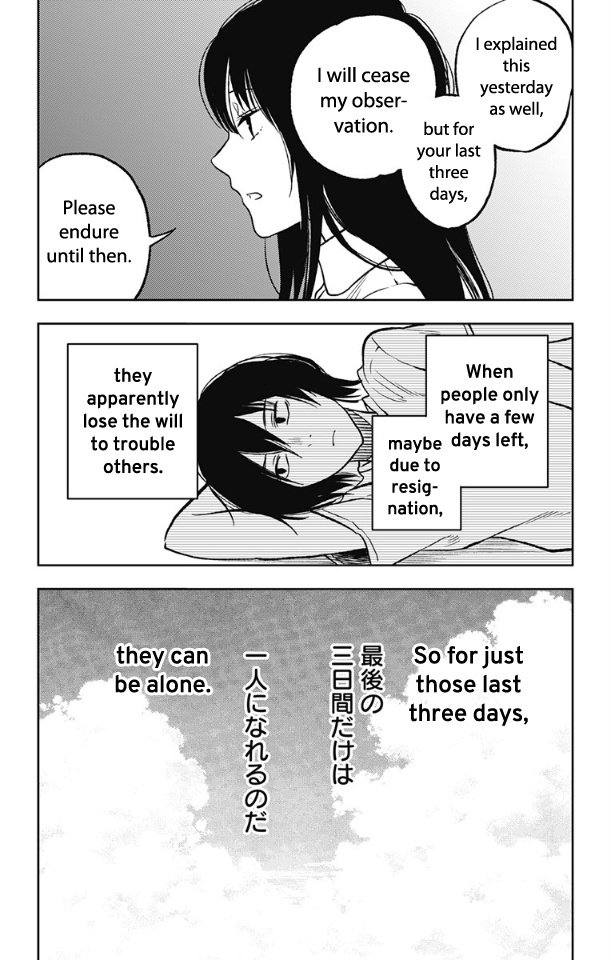 I explained
this
yesterday
as well,
but for
your last
three
days,
I will cease
my obser-
vation.
Please
endure
until then.
When
people only
have a few
days left,
maybe
due to
resig-
nation,
they
apparently
lose the will
to trouble
others.
So for just
those last
three days,
最後の
三日間だけは
一人になれるのだ
they can
be alone.